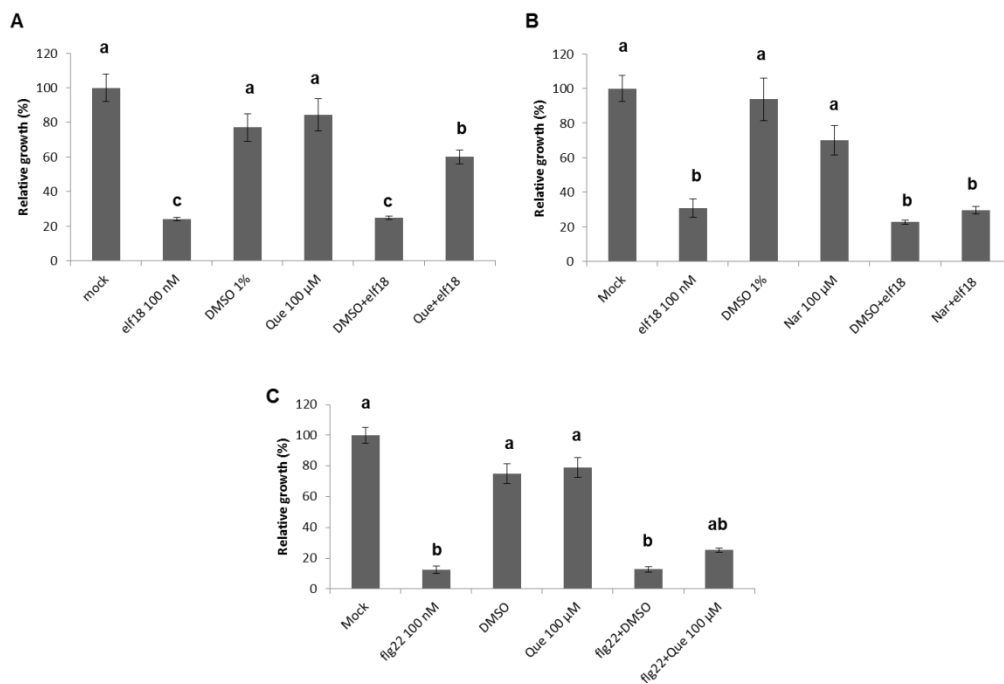 A
Relative growth (%)
120
100
80
60
40
20
0
a
c
a
a
c
b
mock
elf18 100 nM
DMSO 1%
Que 100 µM
DMSO+elf18
Que+elf18
B
Relative growth (%)
120
100
80
60
40
20
0
a
b
a
a
b
b
Mock
elf18 100 nM
DMSO 1%
Nar 100 µM
DMSO+elf18
Nar+elf18
C
Relative growth (%)
120
100
80
60
40
20
0
a
b
a
a
b
ab
Mock
flg22 100 nM
DMSO
Que 100 µM
flg22+DMSO
flg22+Que 100 µM